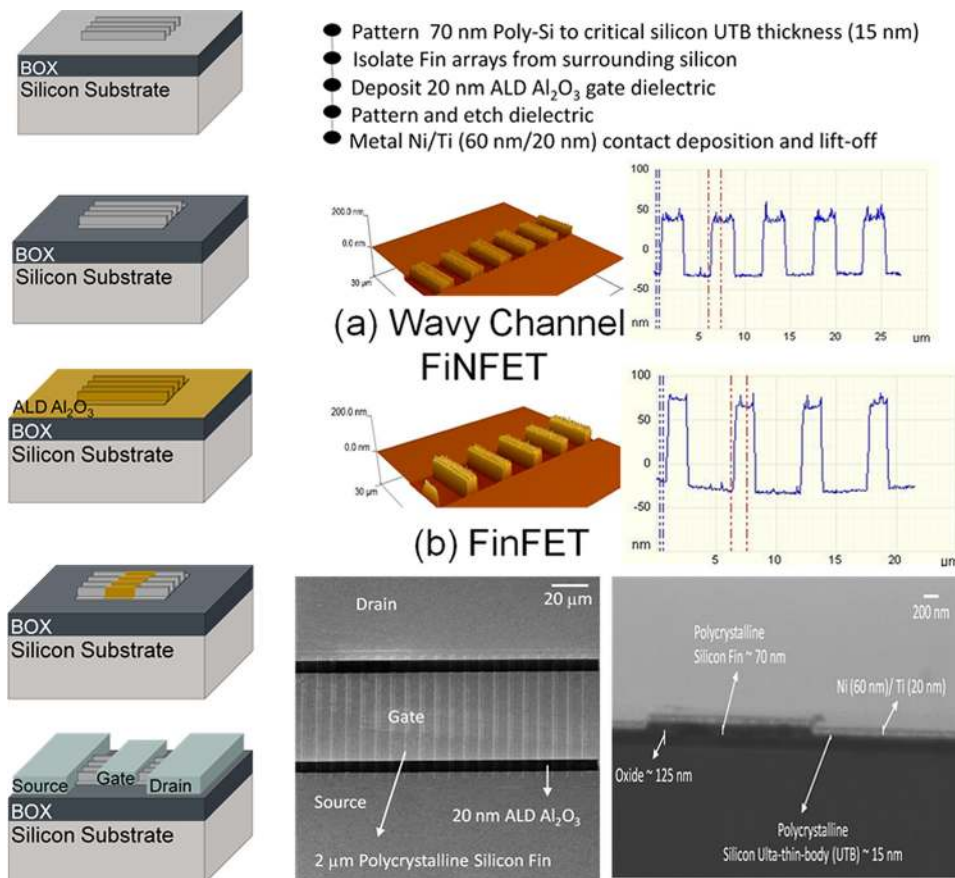 BOX
Silicon Substrate
BOX
Silicon Substrate
ALD Al₂O₃
BOX
Silicon Substrate
BOX
Silicon Substrate
Source
Gate
Drain
BOX
Silicon Substrate
Pattern 70 nm Poly-Si to critical silicon UTB thickness (15 nm)
Isolate Fin arrays from surrounding silicon
Deposit 20 nm ALD Al₂O₃ gate dielectric
Pattern and etch dielectric
Metal Ni/Ti (60 nm/20 nm) contact deposition and lift-off
200.0 nm
0.0 nm
30 µm
100
50
0
-50
nm
5
10
15
20
25
um
(a) Wavy Channel
FiNFET
200.0 nm
0.0 nm
30 µm
100
50
0
-50
nm
5
10
15
20
µm
(b) FinFET
20 µm
Drain
Gate
Source
20 nm ALD Al₂O₃
2 µm Polycrystalline Silicon Fin
200 nm
Polycrystalline
Silicon Fin ~ 70 nm
Ni (60 nm)/ Ti (20 nm)
Oxide ~ 125 nm
Polycrystalline
Silicon Ulta-thin-body (UTB) ~ 15 nm